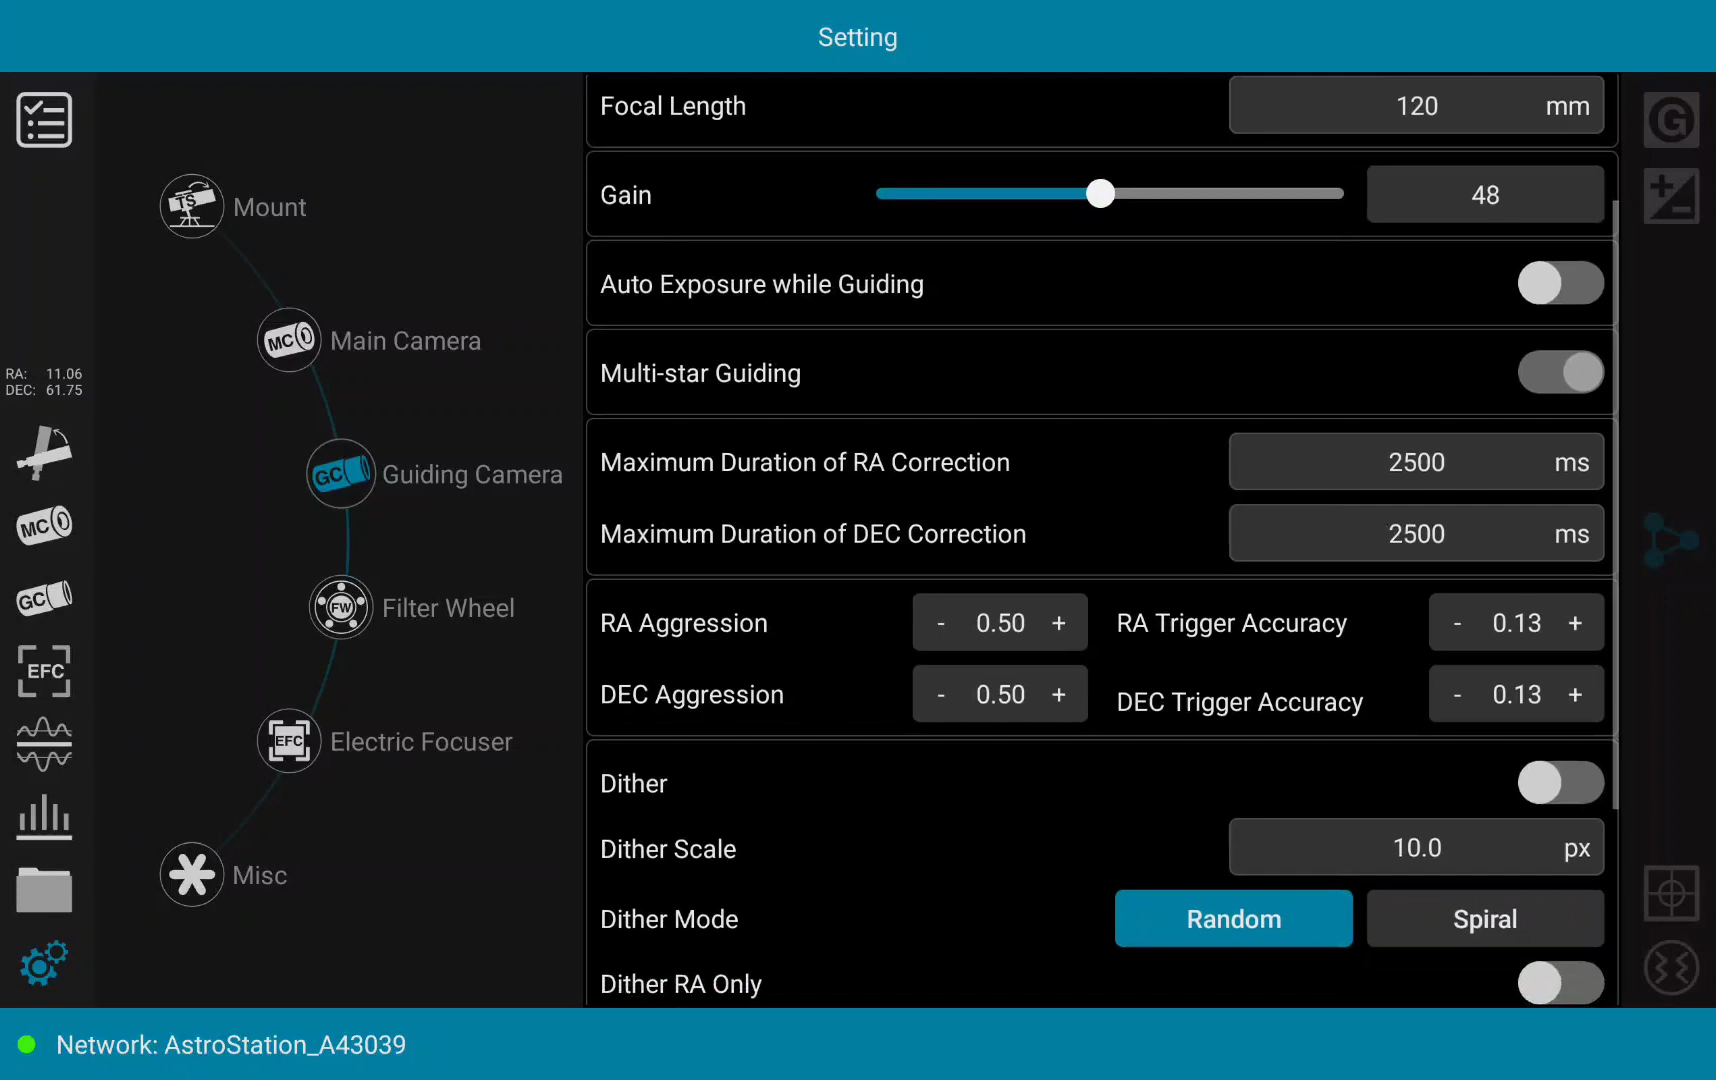 Setting
Focal Length 120 mm
G
TS Mount
Gain 48
Auto Exposure while Guiding
MC Main Camera
RA: 11.06
DEC: 61.75
Multi-star Guiding
GC Guiding Camera
Maximum Duration of RA Correction 2500 ms
MC
Maximum Duration of DEC Correction 2500 ms
GC
FW Filter Wheel
RA Aggression - 0.50 + RA Trigger Accuracy - 0.13 +
EFC
DEC Aggression - 0.50 + DEC Trigger Accuracy - 0.13 +
EFC Electric Focuser
Dither
Dither Scale 10.0 px
Misc
Dither Mode Random Spiral
Dither RA Only
Network: AstroStation_A43039